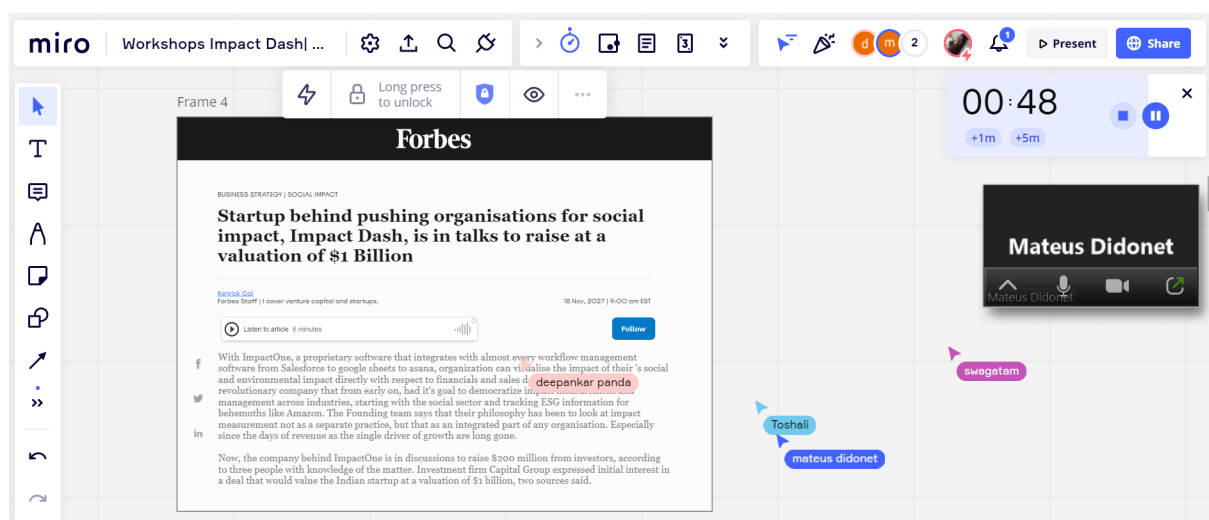 miro
Workshops Impact Dash| ...
3
d
m
2
1
Present
Share
Long press
to unlock
Frame 4
00:48
+1m
+5m
Forbes
BUSINESS STRATEGY | SOCIAL IMPACT
Startup behind pushing organisations for social
impact, Impact Dash, is in talks to raise at a
valuation of $1 Billion
Mateus Didonet
Mateus Didonet
Forbes Staff | I cover venture capital and startups.
18 Nov, 2027 | 9:00 am EST
Listen to article 6 minutes
Follow
f
in
With ImpactOne, a proprietary software that integrates with almost every workflow management
software from Salesforce to google sheets to asana, organization can visualise the impact of their 's social
and environmental impact directly with respect to financials and sales
revolutionary company that from early on, had it's goal to democratize impact measurement and
management across industries, starting with the social sector and tracking ESG information for
behemoths like Amazon. The Founding team says that their philosophy has been to look at impact
measurement not as a separate practice, but that as an integrated part of any organisation. Especially
since the days of revenue as the single driver of growth are long gone.
Now, the company behind ImpactOne is in discussions to raise $200 million from investors, according
to three people with knowledge of the matter. Investment firm Capital Group expressed initial interest in
a deal that would value the Indian startup at a valuation of $1 billion, two sources said.
deepankar panda
swagatam
Toshali
mateus didonet